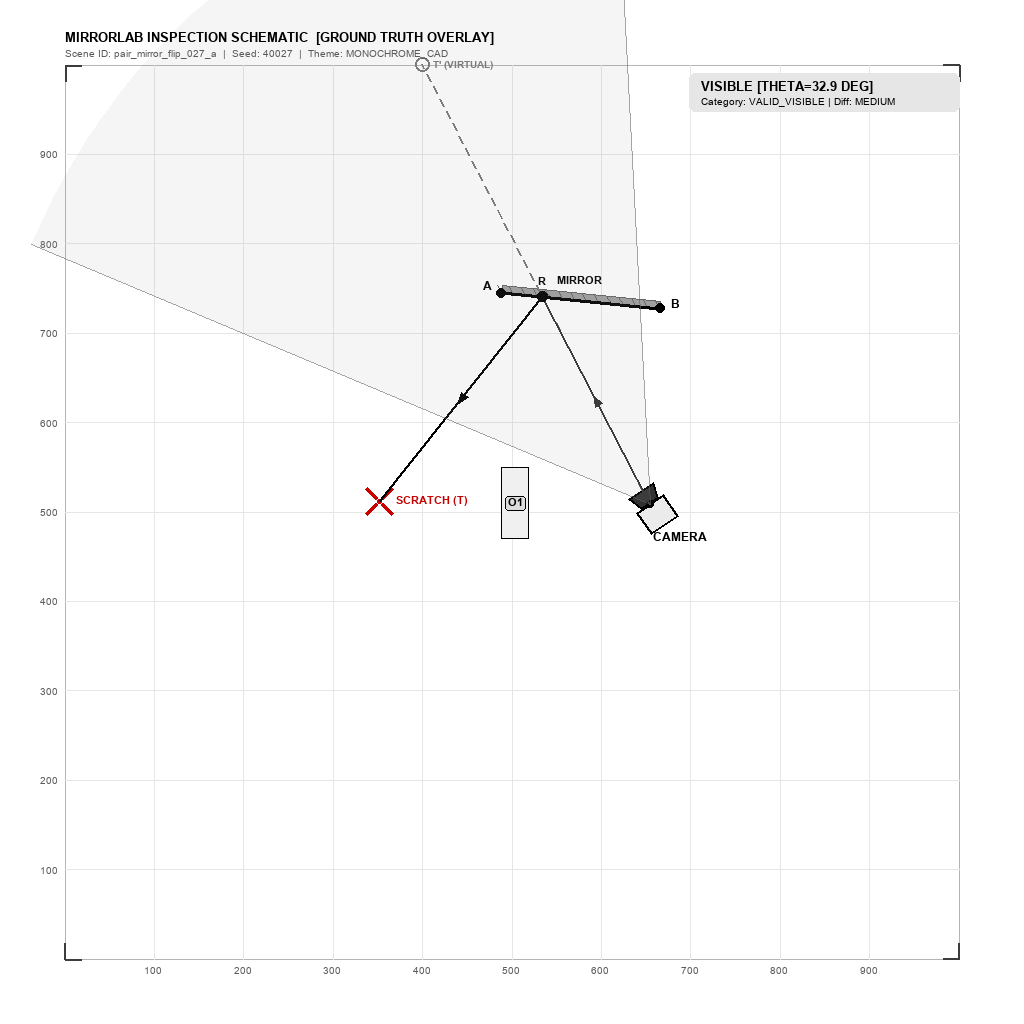 MIRRORLAB INSPECTION SCHEMATIC [GROUND TRUTH OVERLAY]
Scene ID: pair_mirror_flip_027_a | Seed: 40027 | Theme: MONOCHROME_CAD
T' (VIRTUAL)
VISIBLE [THETA=32.9 DEG]
Category: VALID_VISIBLE | Diff: MEDIUM
900
800
A
R
MIRROR
B
700
600
O1
SCRATCH (T)
500
CAMERA
400
300
200
100
100 200 300 400 500 600 700 800 900